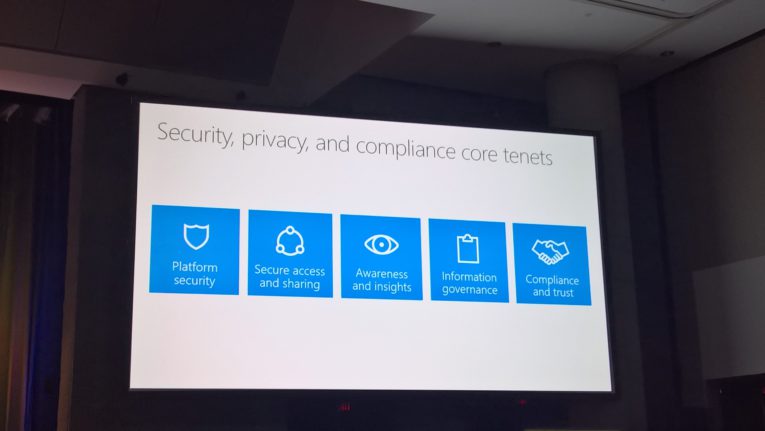 Security, privacy, and compliance core tenets
Platform
security
Secure access
and sharing
Awareness
and insights
Information
governance
Compliance
and trust